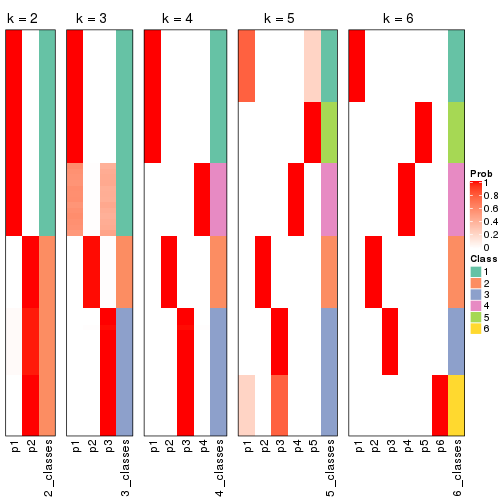 k = 2
k = 3
k = 4
k = 5
k = 6
Prob
1
0.8
0.6
0.4
0.2
0
Class
1
2
3
4
5
6
p1
p2
2_classes
p1
p2
p3
3_classes
p1
p2
p3
p4
4_classes
p1
p2
p3
p4
p5
5_classes
p1
p2
p3
p4
p5
p6
6_classes